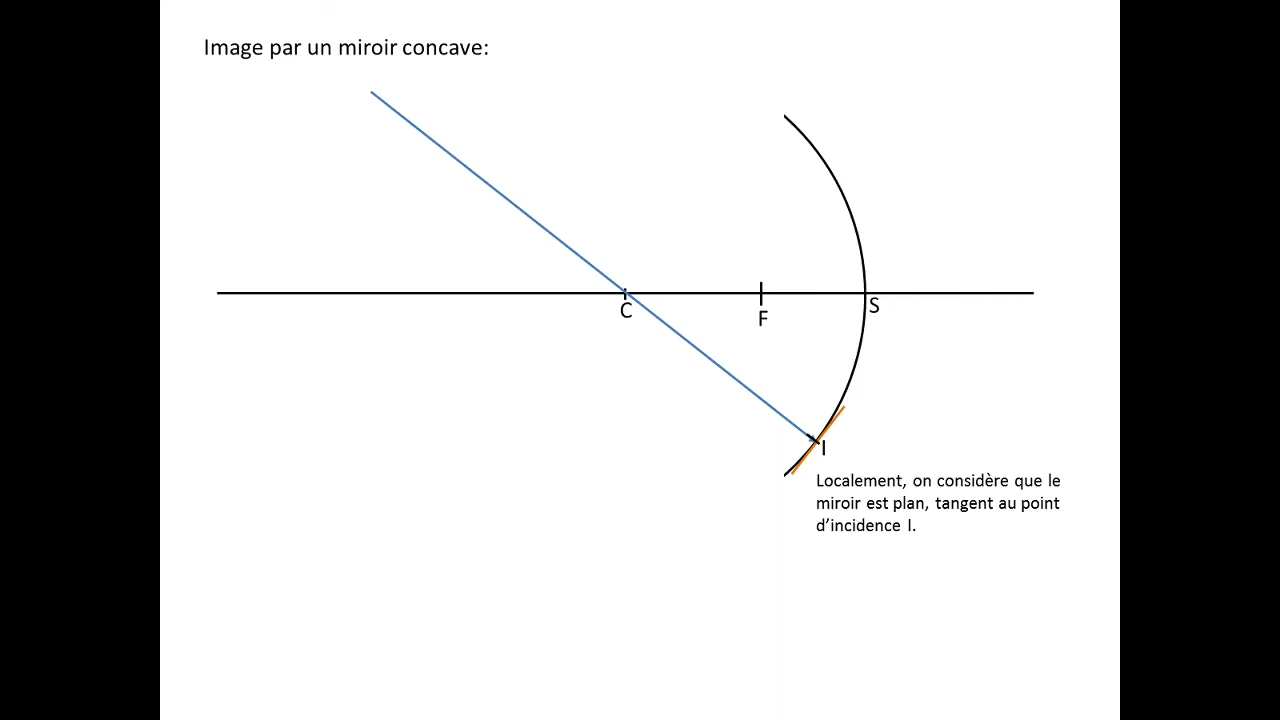 Image par un miroir concave:
C
F
S
I
Localement, on considère que le
miroir est plan, tangent au point
d’incidence I.